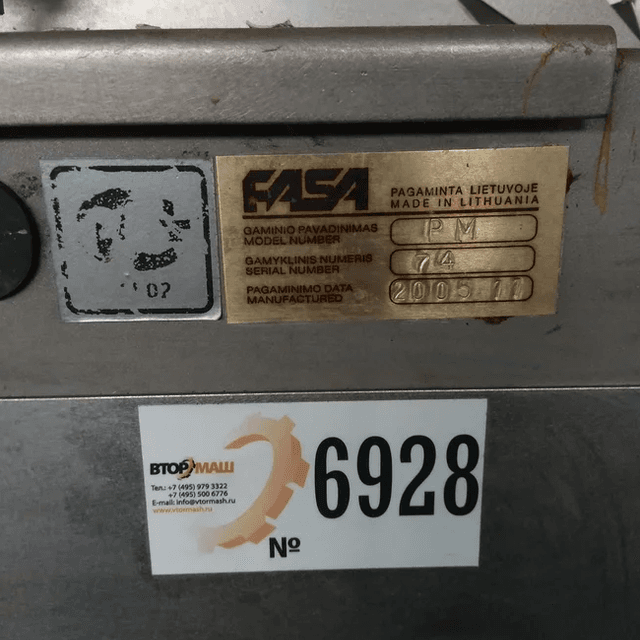 FASA
PAGAMINTA LIETUVOJE
MADE IN LITHUANIA
GAMINIO PAVADINIMAS
MODEL NUMBER
PM
GAMYKLINIS NUMERIS
SERIAL NUMBER
74
PAGAMINIMO DATA
MANUFACTURED
2005.11
02
ВТОРМАШ
Тел.: +7 (495) 979 3322
+7 (495) 500 6776
E-mail: info@vtormash.ru
www.vtormash.ru
№ 6928